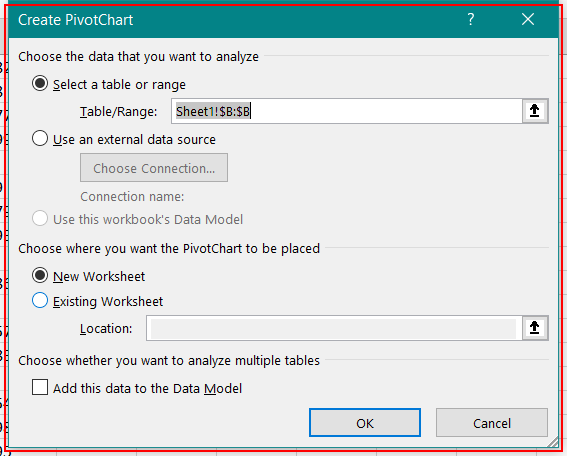 Create PivotChart
?
Choose the data that you want to analyze
Select a table or range
Table/Range: Sheet1!$B:$B
Use an external data source
Choose Connection...
Connection name:
Use this workbook's Data Model
Choose where you want the PivotChart to be placed
New Worksheet
Existing Worksheet
Location:
Choose whether you want to analyze multiple tables
Add this data to the Data Model
OK Cancel